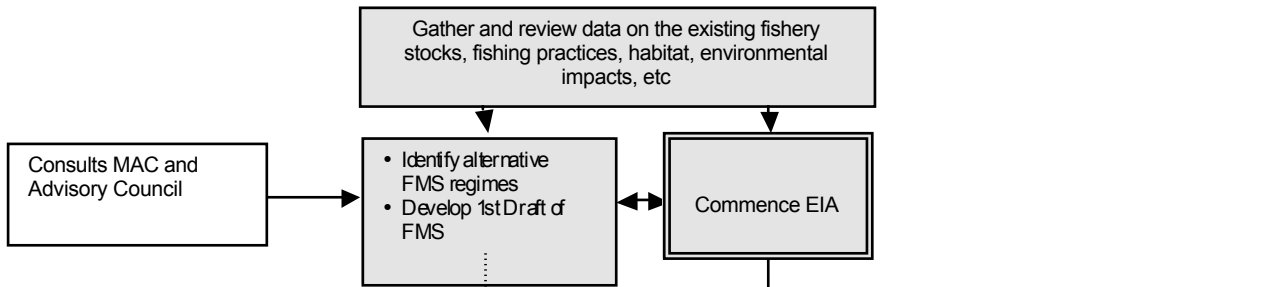 Gather and review data on the existing fishery
stocks, fishing practices, habitat, environmental
impacts, etc
Consults MAC and
Advisory Council
• Identify alternative
FMS regimes
• Develop 1st Draft of
FMS
Commence EIA